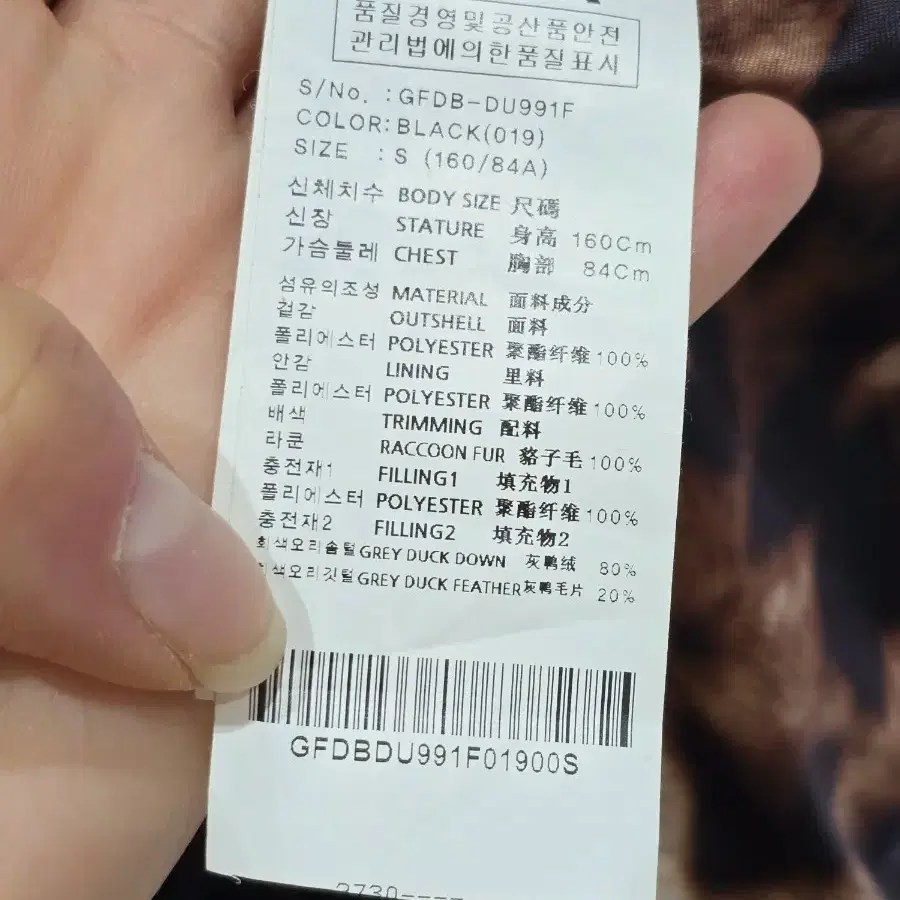 품질경영및공산품안전
관리법에의한품질표시
S/No. : GFDB-DU991F
COLOR: BLACK(019)
SIZE : S (160/84A)
신체치수 BODY SIZE 尺碼
신장 STATURE 身高 160Cm
가슴둘레 CHEST 胸部 84Cm
섬유의조성 MATERIAL 面料成分
겉감 OUTSHELL 面料
폴리에스터 POLYESTER 聚酯纤维 100%
안감 LINING 里料
폴리에스터 POLYESTER 聚酯纤维 100%
배색 TRIMMING 配料
라쿤 RACCOON FUR 貉子毛 100%
충전재1 FILLING1 填充物1
폴리에스터 POLYESTER 聚酯纤维 100%
충전재2 FILLING2 填充物2
회색오리솜털 GREY DUCK DOWN 灰鸭绒 80%
회색오리깃털 GREY DUCK FEATHER 灰鸭毛片 20%
GFDBDU991F01900S